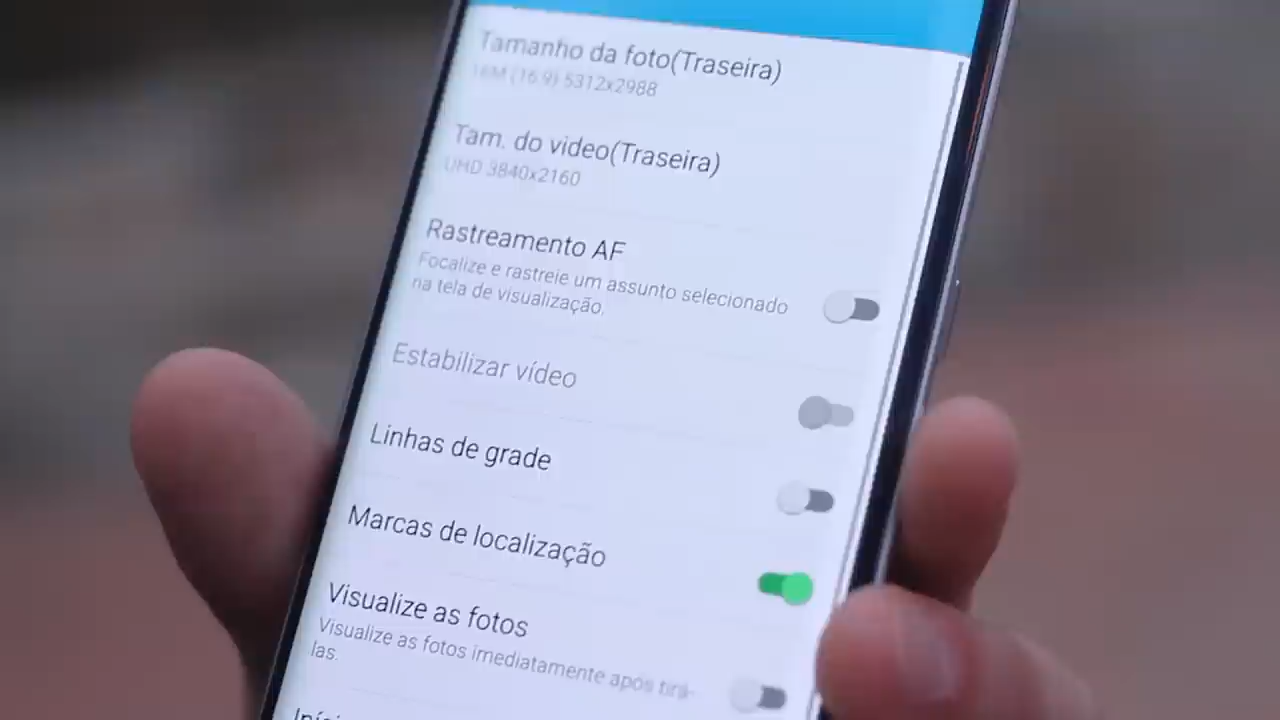 Tamanho da foto(Traseira)
16M (16:9) 5312x2988
Tam. do video(Traseira)
UHD 3840x2160
Rastreamento AF
Focalize e rastreie um assunto selecionado
na tela de visualização.
Estabilizar vídeo
Linhas de grade
Marcas de localização
Visualize as fotos
Visualize as fotos imediatamente após tirá-
las.